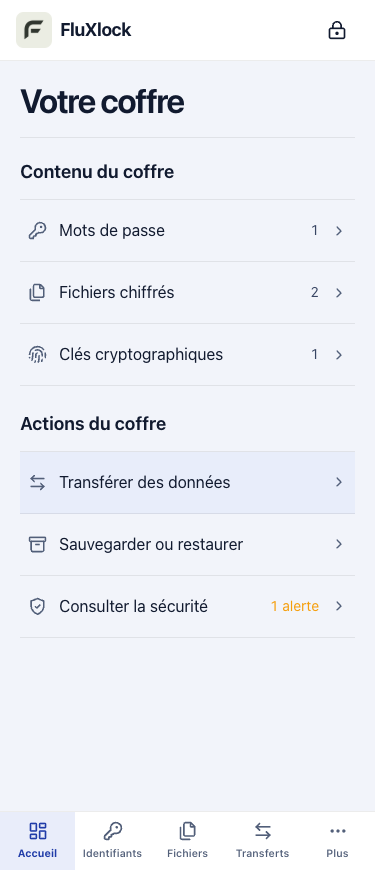 FluXlock
Votre coffre
Contenu du coffre
Mots de passe 1
Fichiers chiffrés 2
Clés cryptographiques 1
Actions du coffre
Transférer des données
Sauvegarder ou restaurer
Consulter la sécurité 1 alerte
Accueil Identifiants Fichiers Transferts Plus